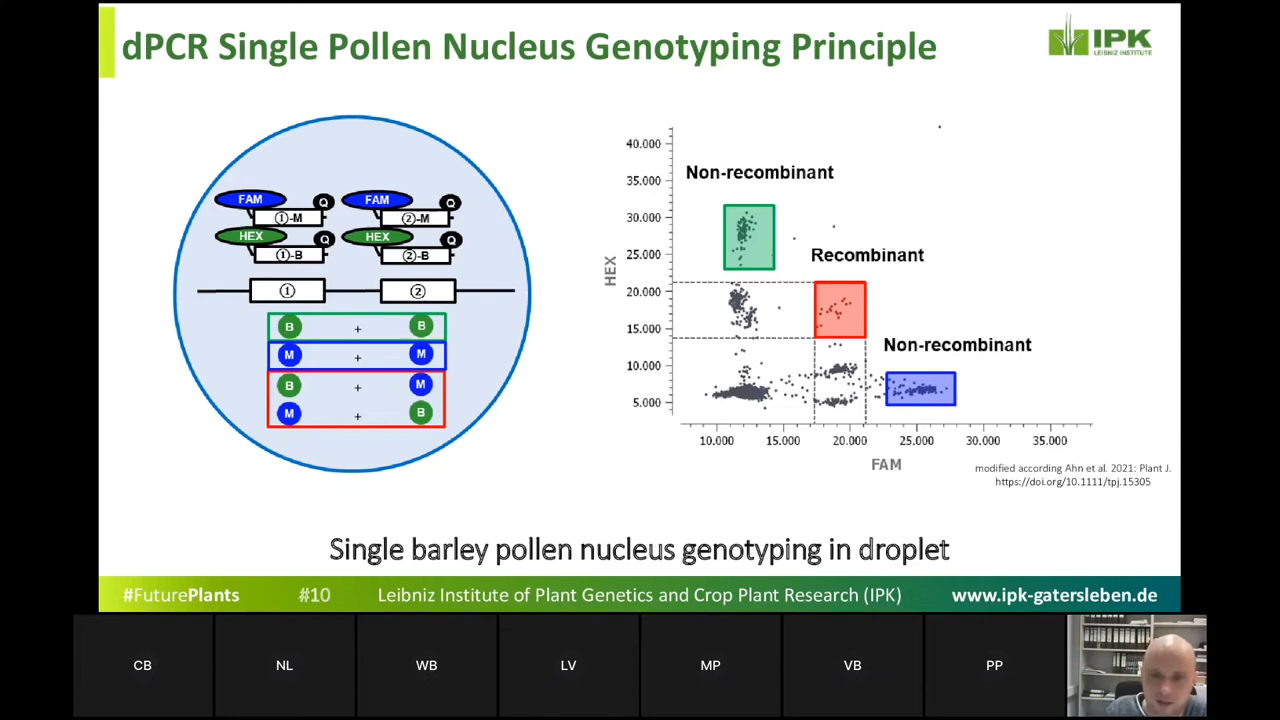 dPCR Single Pollen Nucleus Genotyping Principle
IPK
LEIBNIZ INSTITUTE
FAM Q FAM Q
①-M ②-M
HEX Q HEX Q
①-B ②-B
① ②
B + B
M + M
B + M
M + B
HEX
40.000
35.000
30.000
25.000
20.000
15.000
10.000
5.000
Non-recombinant
Recombinant
Non-recombinant
10.000 15.000 20.000 25.000 30.000 35.000
FAM
modified according Ahn et al. 2021: Plant J.
https://doi.org/10.1111/tpj.15305
Single barley pollen nucleus genotyping in droplet
#FuturePlants #10 Leibniz Institute of Plant Genetics and Crop Plant Research (IPK) www.ipk-gatersleben.de
CB NL WB LV MP VB PP